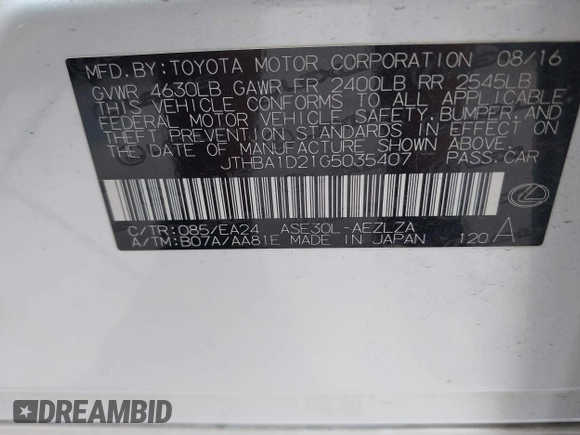 MFD. BY: TOYOTA MOTOR CORPORATION 08/16
GVWR 4630LB GAWR FR 2400LB RR 2545LB
THIS VEHICLE CONFORMS TO ALL APPLICABLE
FEDERAL MOTOR VEHICLE SAFETY, BUMPER, AND
THEFT PREVENTION STANDARDS IN EFFECT ON
THE DATE OF MANUFACTURE SHOWN ABOVE.
JTHBA1D21G5035407 PASS. CAR
C/TR: 085/EA24 ASE30L-AEZLZA
A/TM: B07A/AA81E MADE IN JAPAN 120 A
DREAMBID